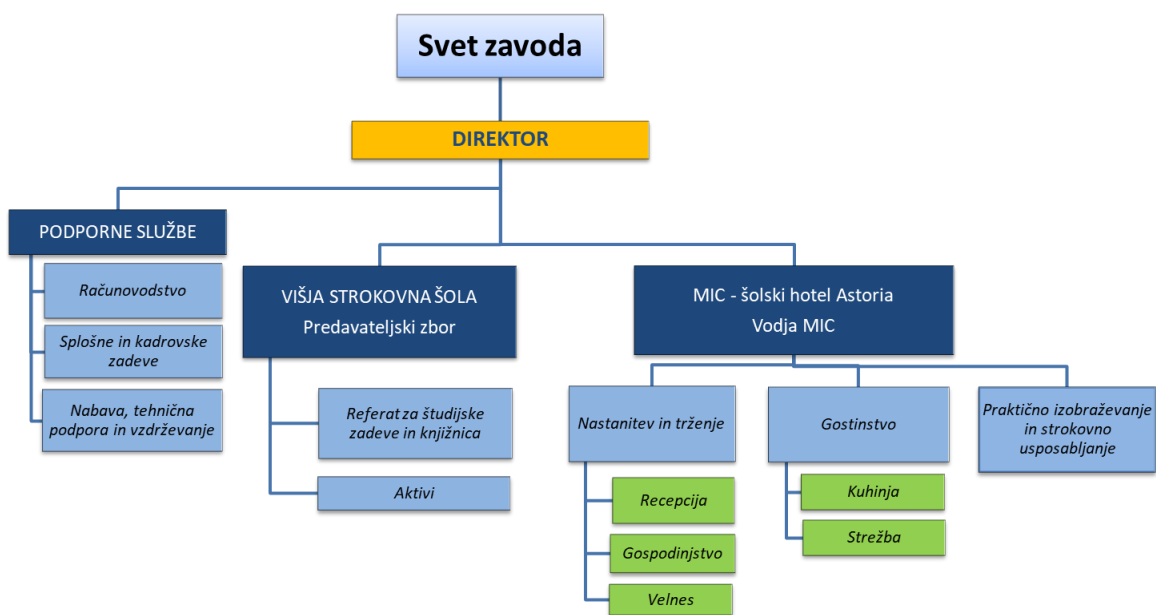 Svet zavoda
DIREKTOR
PODPORNE SLUŽBE
Računovodstvo
Splošne in kadrovske
zadeve
Nabava, tehnična
podpora in vzdrževanje
VIŠJA STROKOVNA ŠOLA
Predavateljski zbor
Referat za študijske
zadeve in knjižnica
Aktivi
MIC - šolski hotel Astoria
Vodja MIC
Nastanitev in trženje
Recepcija
Gospodinjstvo
Velnes
Gostinstvo
Kuhinja
Strežba
Praktično izobraževanje
in strokovno
usposabljanje